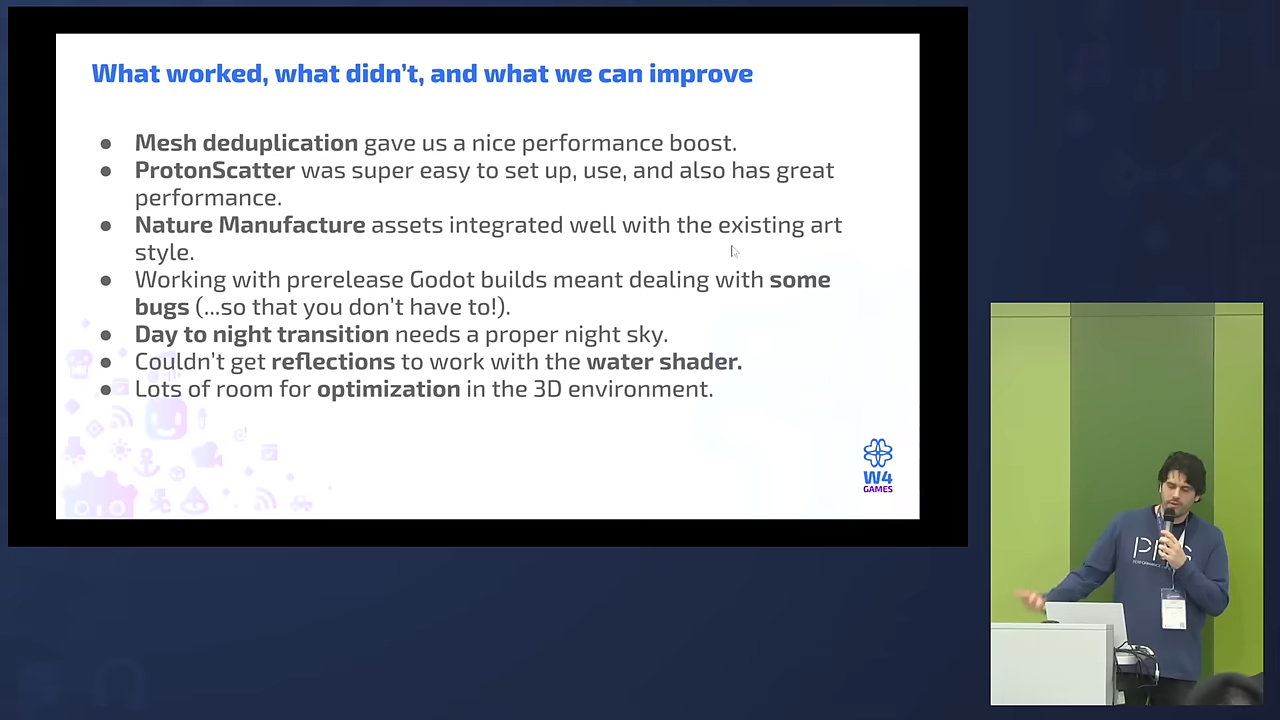 What worked, what didn't, and what we can improve
● Mesh deduplication gave us a nice performance boost.
● ProtonScatter was super easy to set up, use, and also has great
performance.
● Nature Manufacture assets integrated well with the existing art
style.
● Working with prerelease Godot builds meant dealing with some
bugs (...so that you don't have to!).
● Day to night transition needs a proper night sky.
● Couldn't get reflections to work with the water shader.
● Lots of room for optimization in the 3D environment.
W4
GAMES